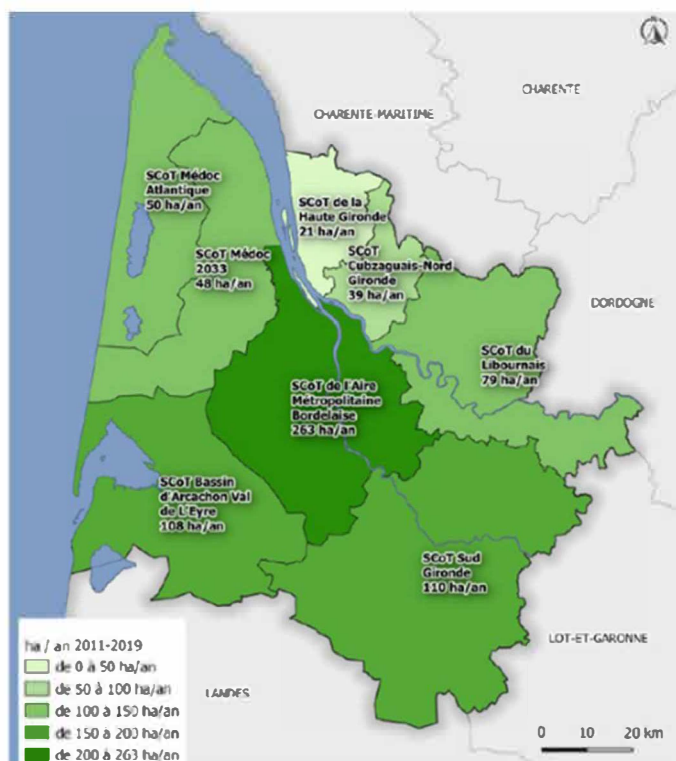 N
CHARENTE
CHARENTE-MARITIME
SCoT Médoc
Atlantique
50 ha/an
SCoT de la
Haute Gironde
21 ha/an
SCoT Médoc
2033
48 ha/an
SCoT
Cubzaguais-Nord
Gironde
39 ha/an
DORDOGNE
SCoT du
Libournais
79 ha/an
SCoT de l'Aire
Métropolitaine
Bordelaise
263 ha/an
SCoT Bassin
d'Arcachon Val
de L'Eyre
108 ha/an
SCoT Sud
Gironde
110 ha/an
LOT-ET-GARONNE
LANDES
ha / an 2011-2019
de 0 à 50 ha/an
de 50 à 100 ha/an
de 100 à 150 ha/an
de 150 à 200 ha/an
de 200 à 263 ha/an
0 10 20 km